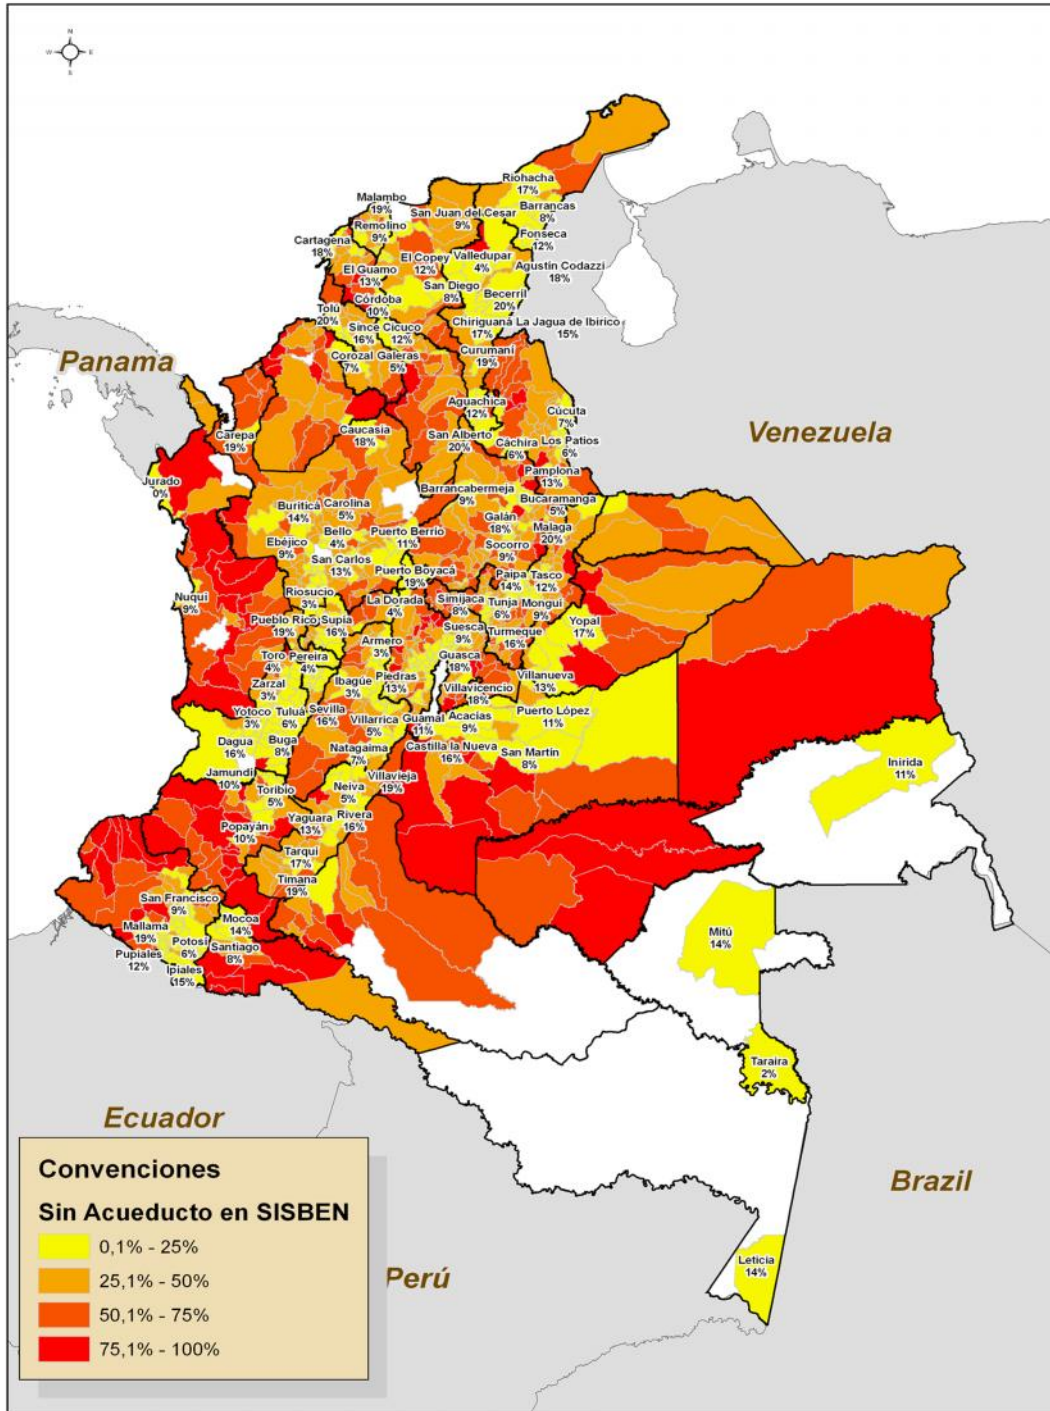 N
W
E
S
Riohacha
17%
Malambo
19%
San Juan del Cesar
9%
Barrancas
8%
Remolino
9%
Cartagena
18%
Fonseca
12%
El Copey
12%
Valledupar
4%
Agustin Codazzi
18%
El Guamo
13%
San Diego
8%
Becerril
20%
Córdoba
10%
Tolú
20%
Since
16%
Cicuco
12%
Chiriguaná
17%
La Jagua de Ibirico
15%
Corozal
7%
Galeras
5%
Curumaní
19%
Panama
Venezuela
Aguachica
12%
Cúcuta
7%
Caucasia
18%
San Alberto
20%
Cáchira
6%
Los Patios
6%
Carepa
19%
Pamplona
13%
Jurado
0%
Barrancabermeja
9%
Bucaramanga
5%
Buriticá
14%
Carolina
5%
Galán
18%
Malaga
20%
Bello
4%
Puerto Berrio
11%
Ebéjico
9%
Socorro
9%
San Carlos
13%
Puerto Boyacá
19%
Paipa
14%
Tasco
12%
Nuqui
9%
Riosucio
3%
La Dorada
4%
Simijaca
8%
Tunja
6%
Mongui
9%
Pueblo Rico
19%
Supia
16%
Suesca
9%
Turmeque
16%
Yopal
17%
Armero
3%
Guasca
18%
Toro
4%
Pereira
4%
Ibagüe
3%
Piedras
13%
Villavicencio
18%
Villanueva
13%
Zarzal
3%
Yotoco
3%
Tuluá
6%
Sevilla
16%
Villarrica
5%
Guamal
11%
Acacias
9%
Puerto López
11%
Dagua
16%
Buga
8%
Natagaima
7%
Castilla la Nueva
16%
San Martin
8%
Inirida
11%
Jamundí
10%
Villavieja
19%
Toribio
5%
Neiva
5%
Popayán
10%
Yaguara
13%
Rivera
16%
Tarqui
17%
Timana
19%
San Francisco
9%
Mocoa
14%
Mallama
19%
Potosí
6%
Santiago
8%
Pupiales
12%
Ipiales
15%
Mitú
14%
Taraira
2%
Ecuador
Brazil
Perú
Leticia
14%
Convenciones
Sin Acueducto en SISBEN
0,1% - 25%
25,1% - 50%
50,1% - 75%
75,1% - 100%